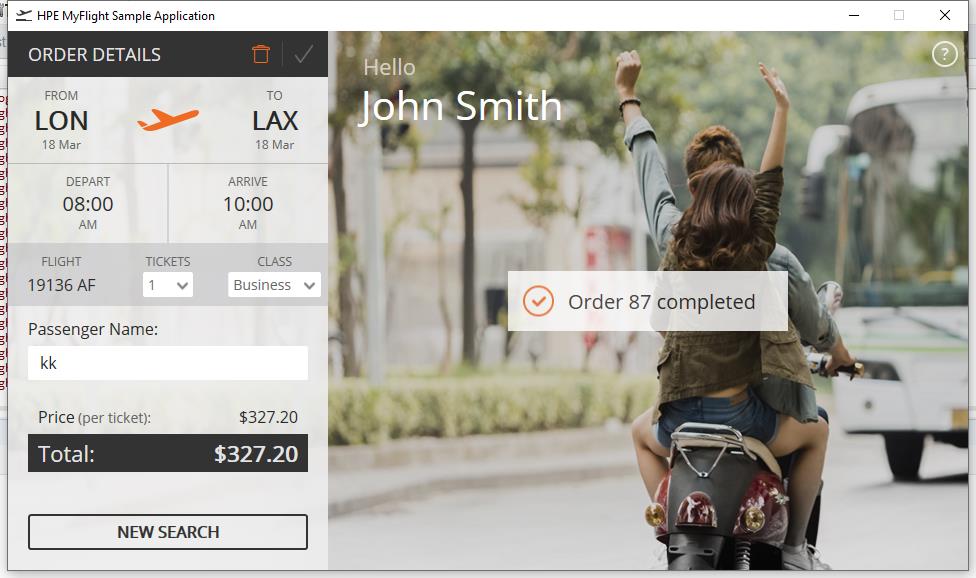 HPE MyFlight Sample Application
ORDER DETAILS
Hello
John Smith
?
FROM
TO
LON
LAX
18 Mar
18 Mar
DEPART
ARRIVE
08:00
10:00
AM
AM
FLIGHT
TICKETS
CLASS
19136 AF
1
Business
Order 87 completed
Passenger Name:
kk
Price (per ticket):
$327.20
Total:
$327.20
NEW SEARCH